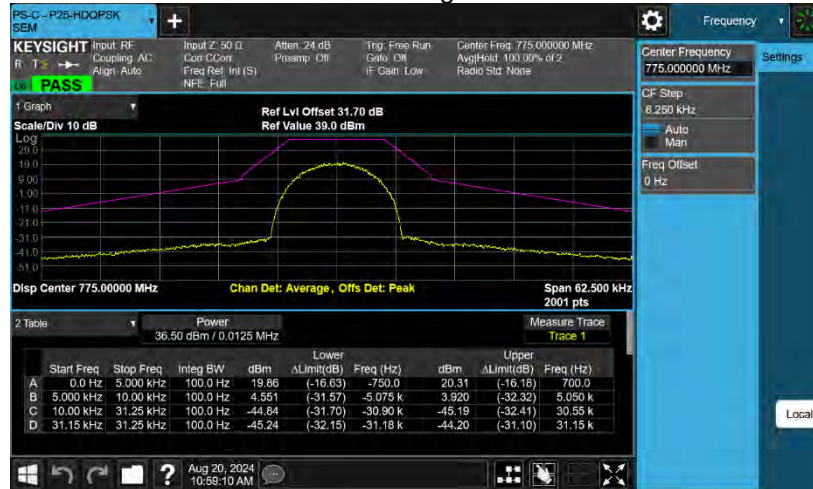 PS-C - P25-HDQPSK
SEM
Frequency
KEYSIGHT
R T
PASS
Input RF
Coupling AC
Align Auto
Input Z: 50 Ω
Corr CCorr
Freq Ref: Int (S)
NFE: Full
Atten: 24 dB
Preamp: Off
Trig: Free Run
Gate: Off
IF Gain: Low
Center Freq: 775.000000 MHz
Avg|Hold: 100.00% of 2
Radio Std: None
Center Frequency
775.000000 MHz
Settings
CF Step
6.250 kHz
Auto
Man
Freq Offset
0 Hz
Local
1 Graph
Scale/Div 10 dB
Ref Lvl Offset 31.70 dB
Ref Value 39.0 dBm
Log
29.0
19.0
9.00
-1.00
-11.0
-21.0
-31.0
-41.0
-51.0
Disp Center 775.00000 MHz
Chan Det: Average, Offs Det: Peak
Span 62.500 kHz
2001 pts
2 Table
Power
36.50 dBm / 0.0125 MHz
Measure Trace
Trace 1
Lower Upper
Start Freq Stop Freq Integ BW dBm ΔLimit(dB) Freq (Hz) dBm ΔLimit(dB) Freq (Hz)
A 0.0 Hz 5.000 kHz 100.0 Hz 19.86 (-16.63) -750.0 20.31 (-16.18) 700.0
B 5.000 kHz 10.00 kHz 100.0 Hz 4.551 (-31.57) -5.075 k 3.920 (-32.32) 5.050 k
C 10.00 kHz 31.25 kHz 100.0 Hz -44.84 (-31.70) -30.90 k -45.19 (-32.41) 30.55 k
D 31.15 kHz 31.25 kHz 100.0 Hz -45.24 (-32.15) -31.18 k -44.20 (-31.10) 31.15 k
Aug 20, 2024
10:59:10 AM